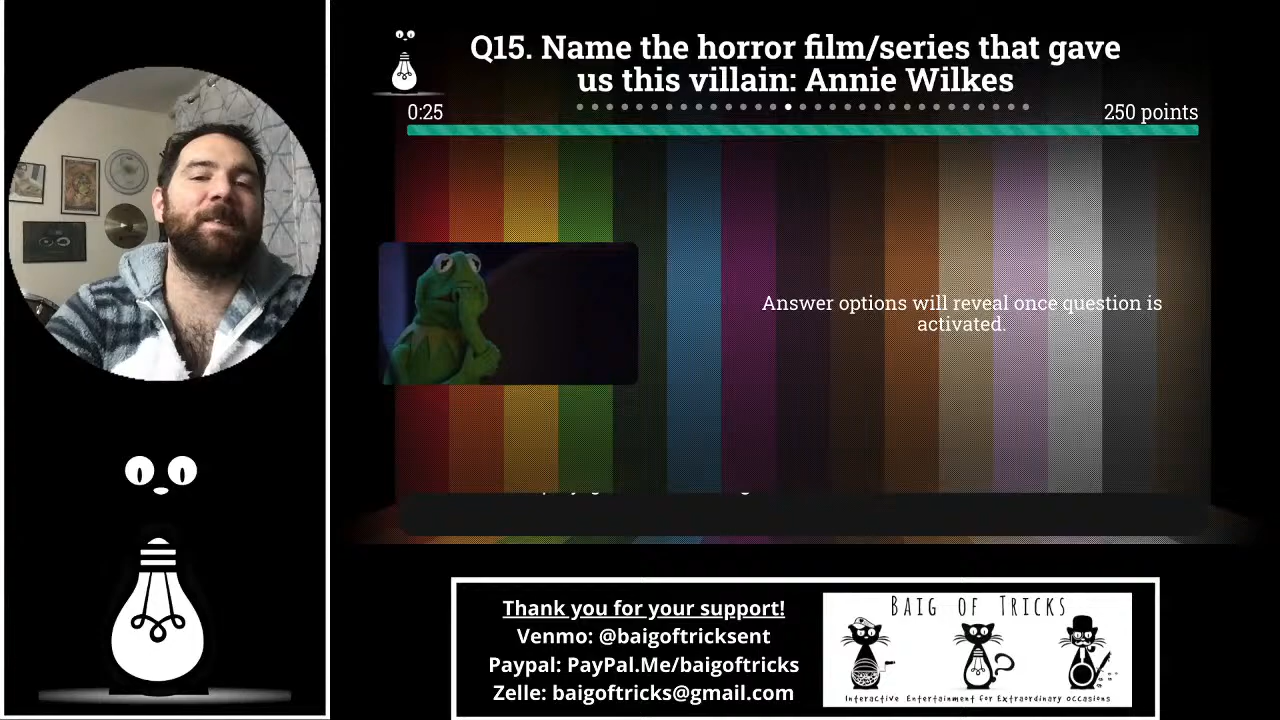 Q15. Name the horror film/series that gave
us this villain: Annie Wilkes
0:25
250 points
Answer options will reveal once question is
activated.
Thank you for your support!
Venmo: @baigoftricksent
Paypal: PayPal.Me/baigoftricks
Zelle: baigoftricks@gmail.com
BAIG OF TRICKS
Interactive Entertainment for Extraordinary occasions